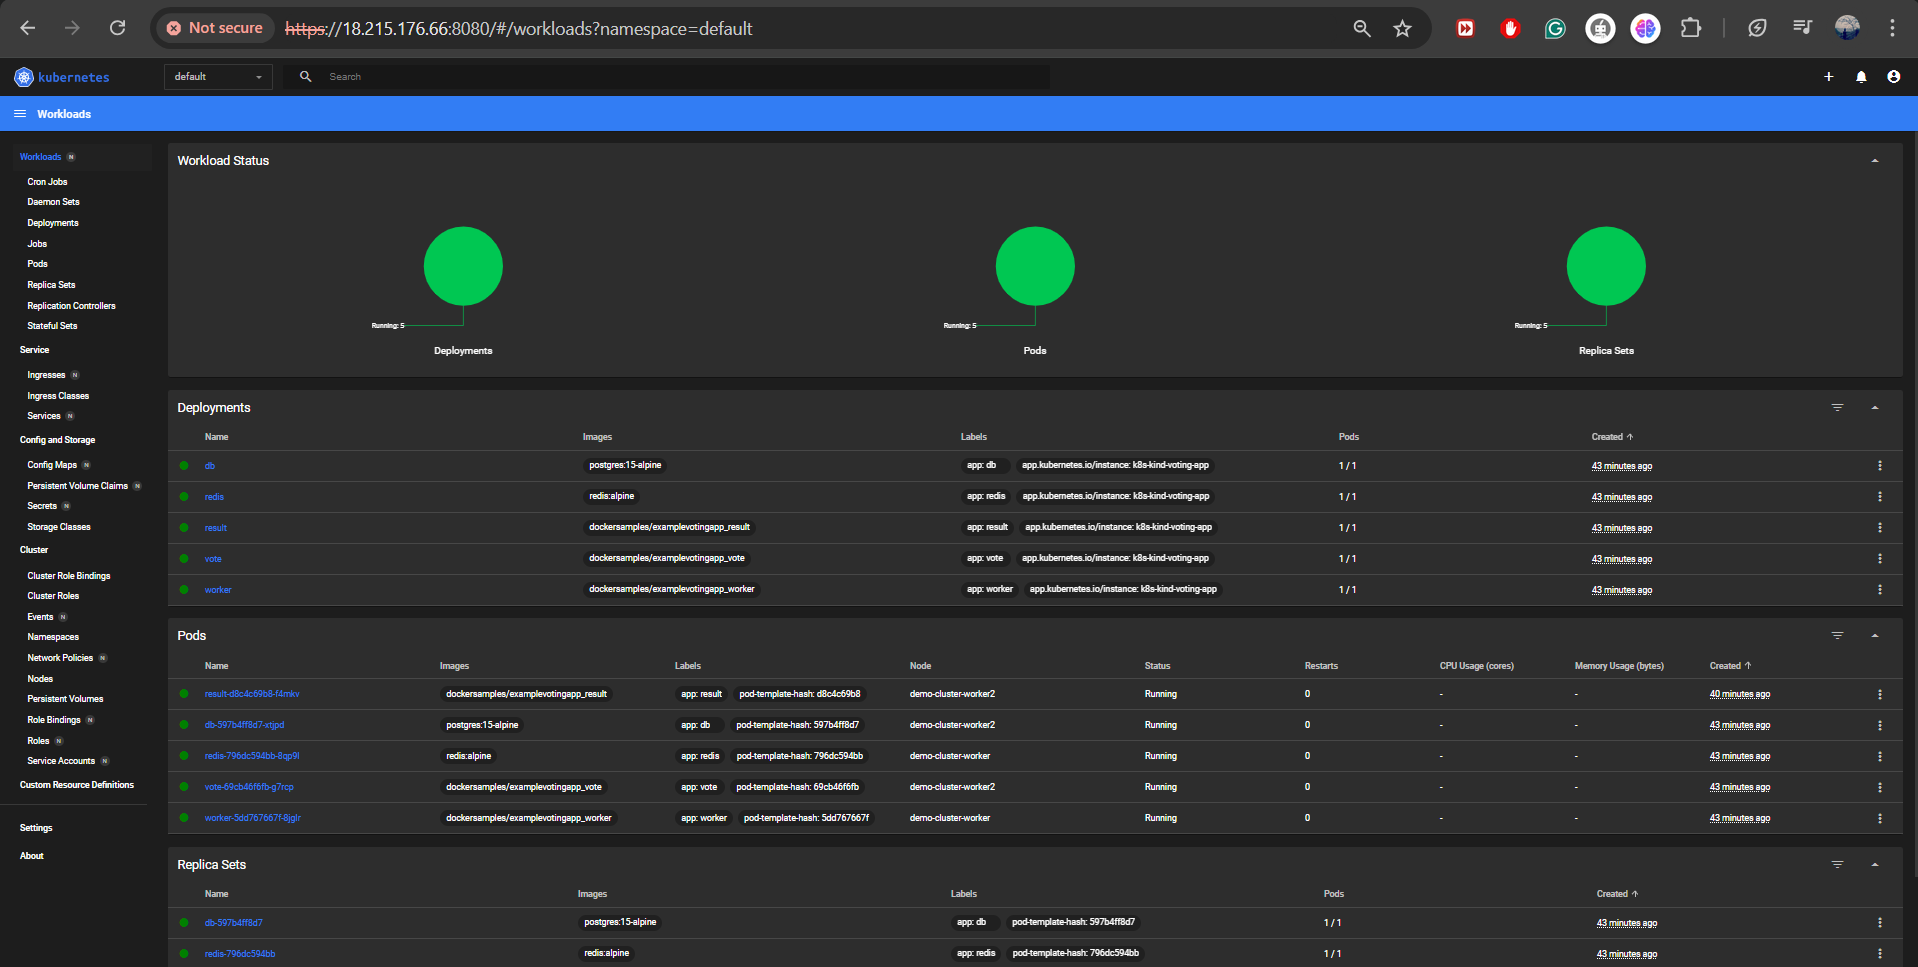 Not secure https://18.215.176.66:8080/#/workloads?namespace=default
kubernetes default Search
Workloads
Workloads N
Cron Jobs
Daemon Sets
Deployments
Jobs
Pods
Replica Sets
Replication Controllers
Stateful Sets
Service
Ingresses N
Ingress Classes
Services N
Config and Storage
Config Maps N
Persistent Volume Claims N
Secrets N
Storage Classes
Cluster
Cluster Role Bindings
Cluster Roles
Events N
Namespaces
Network Policies N
Nodes
Persistent Volumes
Role Bindings N
Roles N
Service Accounts N
Custom Resource Definitions
Settings
About
Workload Status
Running: 5 Running: 5 Running: 5
Deployments Pods Replica Sets
Deployments
Name Images Labels Pods Created
db postgres:15-alpine app: db app.kubernetes.io/instance: k8s-kind-voting-app 1 / 1 43 minutes ago
redis redis:alpine app: redis app.kubernetes.io/instance: k8s-kind-voting-app 1 / 1 43 minutes ago
result dockersamples/examplevotingapp_result app: result app.kubernetes.io/instance: k8s-kind-voting-app 1 / 1 43 minutes ago
vote dockersamples/examplevotingapp_vote app: vote app.kubernetes.io/instance: k8s-kind-voting-app 1 / 1 43 minutes ago
worker dockersamples/examplevotingapp_worker app: worker app.kubernetes.io/instance: k8s-kind-voting-app 1 / 1 43 minutes ago
Pods
Name Images Labels Node Status Restarts CPU Usage (cores) Memory Usage (bytes) Created
result-d8c4c69b8-f4mkv dockersamples/examplevotingapp_result app: result pod-template-hash: d8c4c69b8 demo-cluster-worker2 Running 0 - - 40 minutes ago
db-597b4ff8d7-xtjpd postgres:15-alpine app: db pod-template-hash: 597b4ff8d7 demo-cluster-worker2 Running 0 - - 43 minutes ago
redis-796dc594bb-8qp9l redis:alpine app: redis pod-template-hash: 796dc594bb demo-cluster-worker Running 0 - - 43 minutes ago
vote-69cb46f6fb-g7rcp dockersamples/examplevotingapp_vote app: vote pod-template-hash: 69cb46f6fb demo-cluster-worker2 Running 0 - - 43 minutes ago
worker-5dd767667f-8jglr dockersamples/examplevotingapp_worker app: worker pod-template-hash: 5dd767667f demo-cluster-worker Running 0 - - 43 minutes ago
Replica Sets
Name Images Labels Pods Created
db-597b4ff8d7 postgres:15-alpine app: db pod-template-hash: 597b4ff8d7 1 / 1 43 minutes ago
redis-796dc594bb redis:alpine app: redis pod-template-hash: 796dc594bb 1 / 1 43 minutes ago